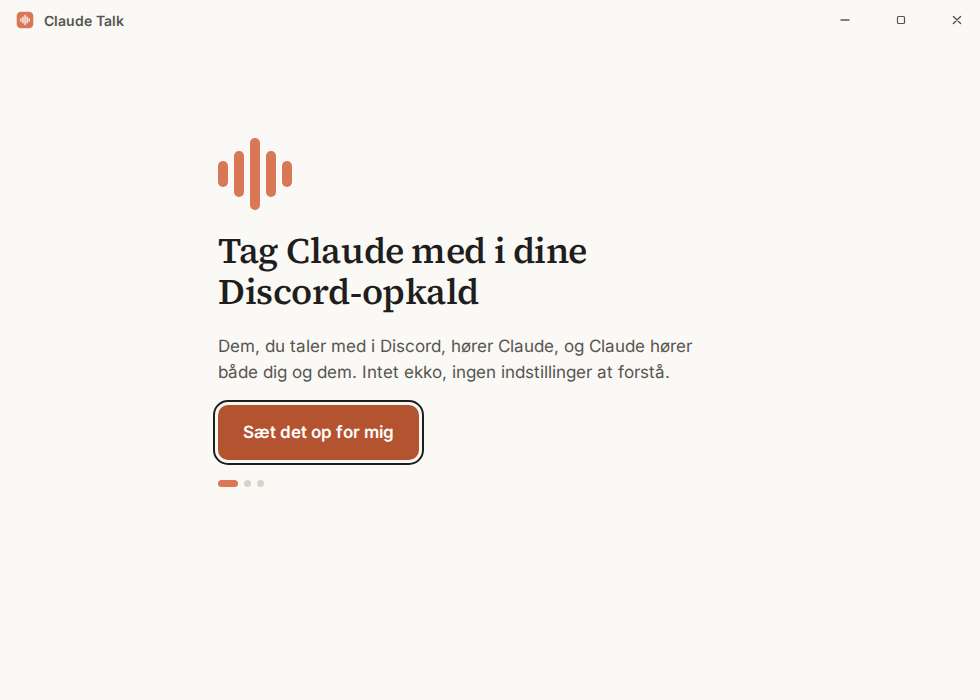 Claude Talk
Tag Claude med i dine
Discord-opkald
Dem, du taler med i Discord, hører Claude, og Claude hører
både dig og dem. Intet ekko, ingen indstillinger at forstå.
Sæt det op for mig